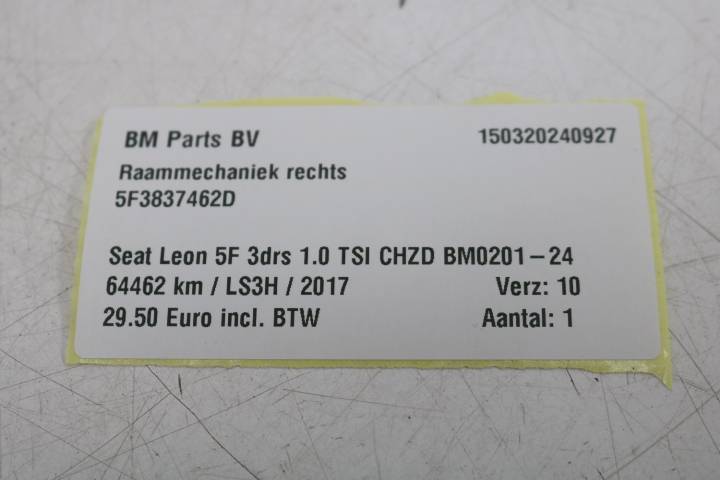 BM Parts BV 150320240927
Raammechaniek rechts
5F3837462D
Seat Leon 5F 3drs 1.0 TSI CHZD BM0201-24
64462 km / LS3H / 2017 Verz: 10
29.50 Euro incl. BTW Aantal: 1